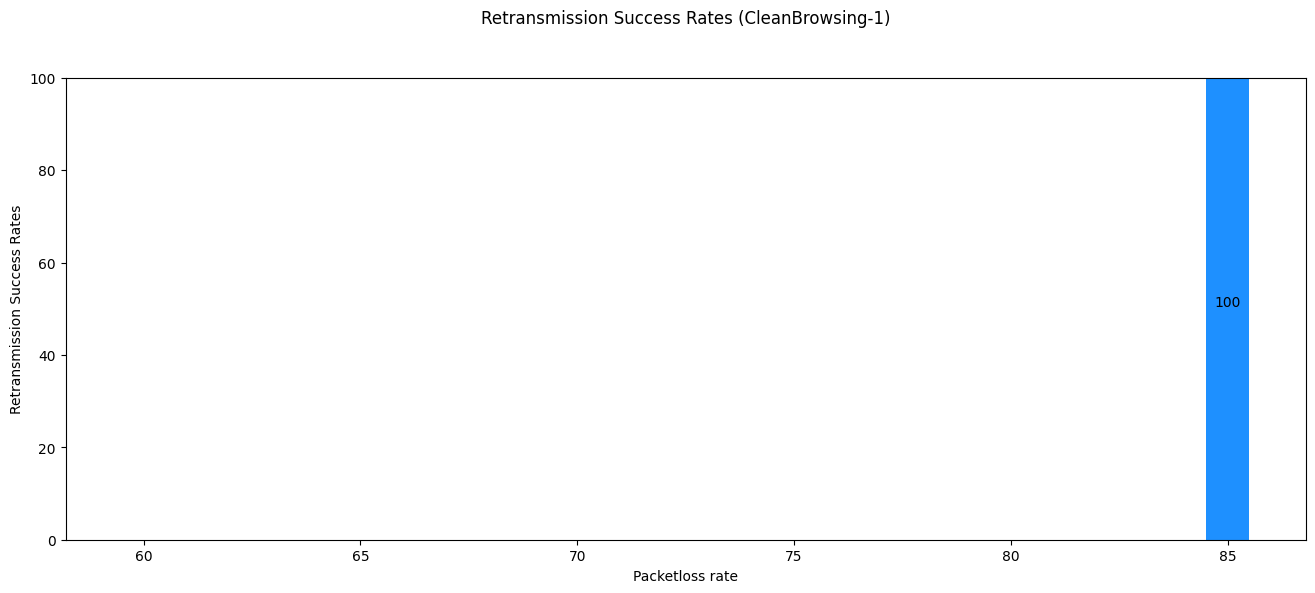 Retransmission Success Rates (CleanBrowsing-1)
100
80
60
40
20
0
Retransmission Success Rates
100
60 65 70 75 80 85
Packetloss rate